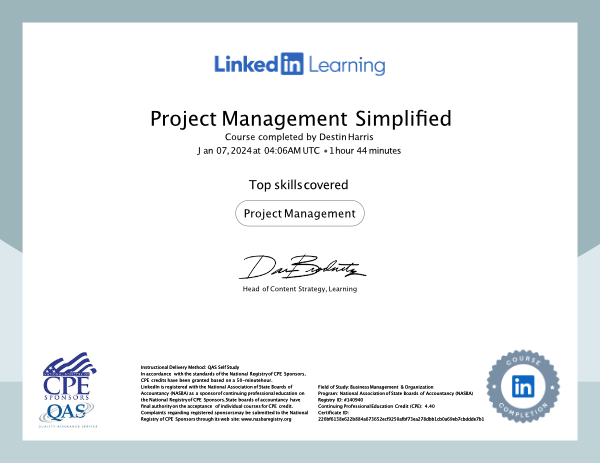 Linked in Learning
Project Management Simplified
Course completed by Destin Harris
Jan 07, 2024 at 04:06AM UTC • 1 hour 44 minutes
Top skills covered
Project Management
Head of Content Strategy, Learning
CPE
SPONSORS
QAS
QUALITY ASSURANCE SERVICE
Instructional Delivery Method: QAS Self Study
In accordance with the standards of the National Registry of CPE Sponsors,
CPE credits have been granted based on a 50-minute hour.
LinkedIn is registered with the National Association of State Boards of
Accountancy (NASBA) as a sponsor of continuing professional education on
the National Registry of CPE Sponsors. State boards of accountancy have
final authority on the acceptance of individual courses for CPE credit.
Complaints regarding registered sponsors may be submitted to the National
Registry of CPE Sponsors through its web site: www.nasbaregistry.org
Field of Study: Business Management & Organization
Program: National Association of State Boards of Accountancy (NASBA)
Registry ID: #140940
Continuing Professional Education Credit (CPE): 4.40
Certificate ID:
COURSE
in
COMPLETION